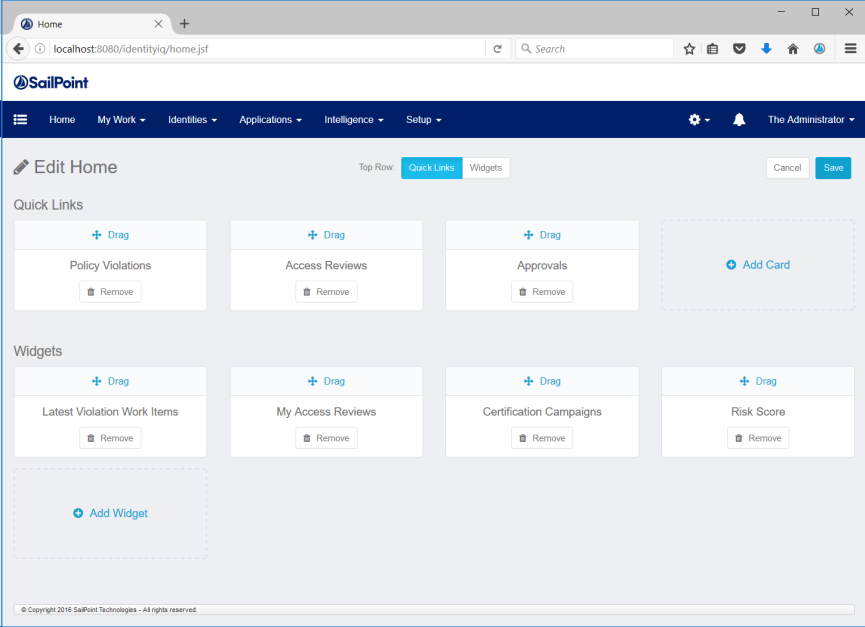 Home
localhost:8080/identityiq/home.jsf
Search
SailPoint
Home My Work Identities Applications Intelligence Setup The Administrator
Edit Home Top Row: Quick Links Widgets Cancel Save
Quick Links
Drag Drag Drag
Policy Violations Access Reviews Approvals Add Card
Remove Remove Remove
Widgets
Drag Drag Drag Drag
Latest Violation Work Items My Access Reviews Certification Campaigns Risk Score
Remove Remove Remove Remove
Add Widget
© Copyright 2016 SailPoint Technologies - All rights reserved.